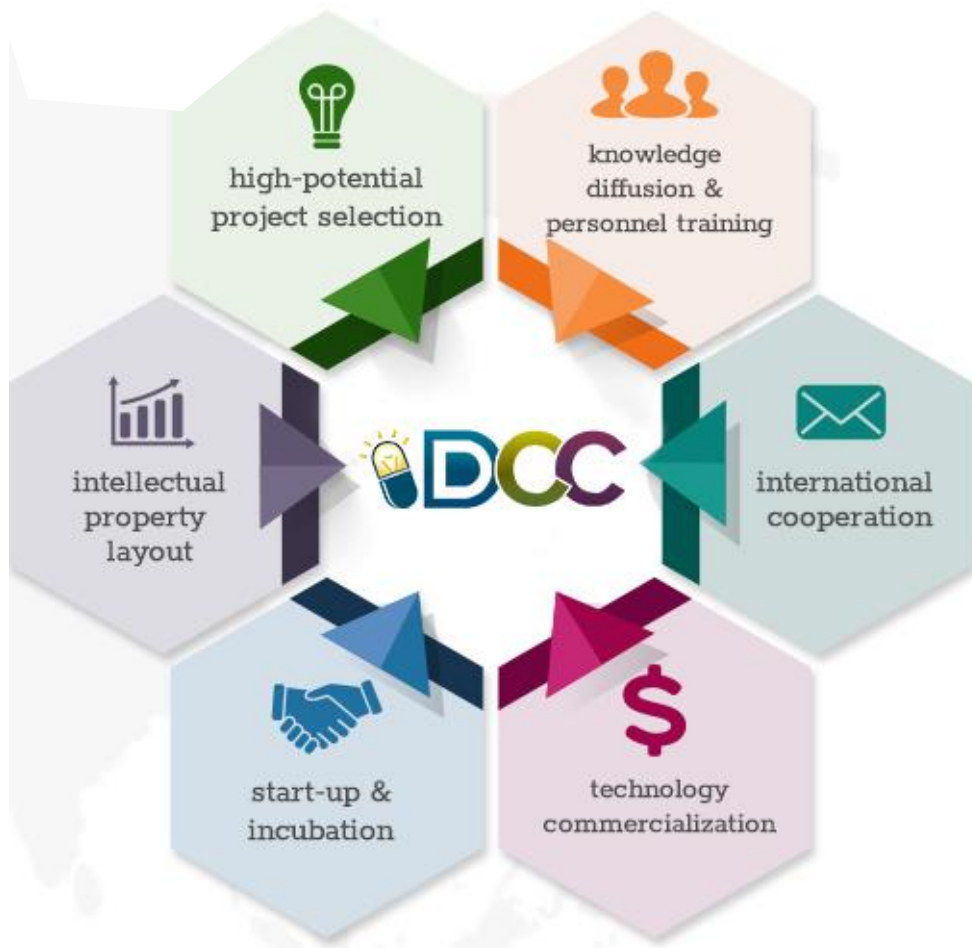 high-potential
project selection
knowledge
diffusion &
personnel training
intellectual
property
layout
DCC
international
cooperation
start-up &
incubation
technology
commercialization
$